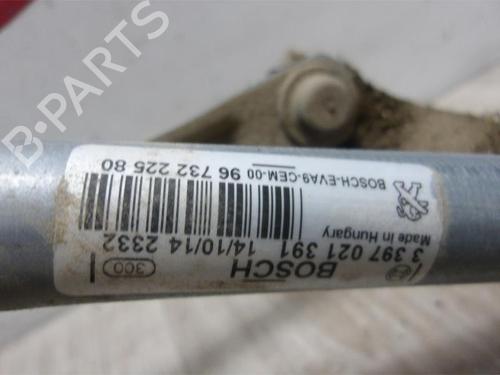 B-PARTS
BOSCH
3 397 021 391
Made in Hungary
14/10/14 2332
3C0
BOSCH-EVA9-CEM-00 96 732 225 80